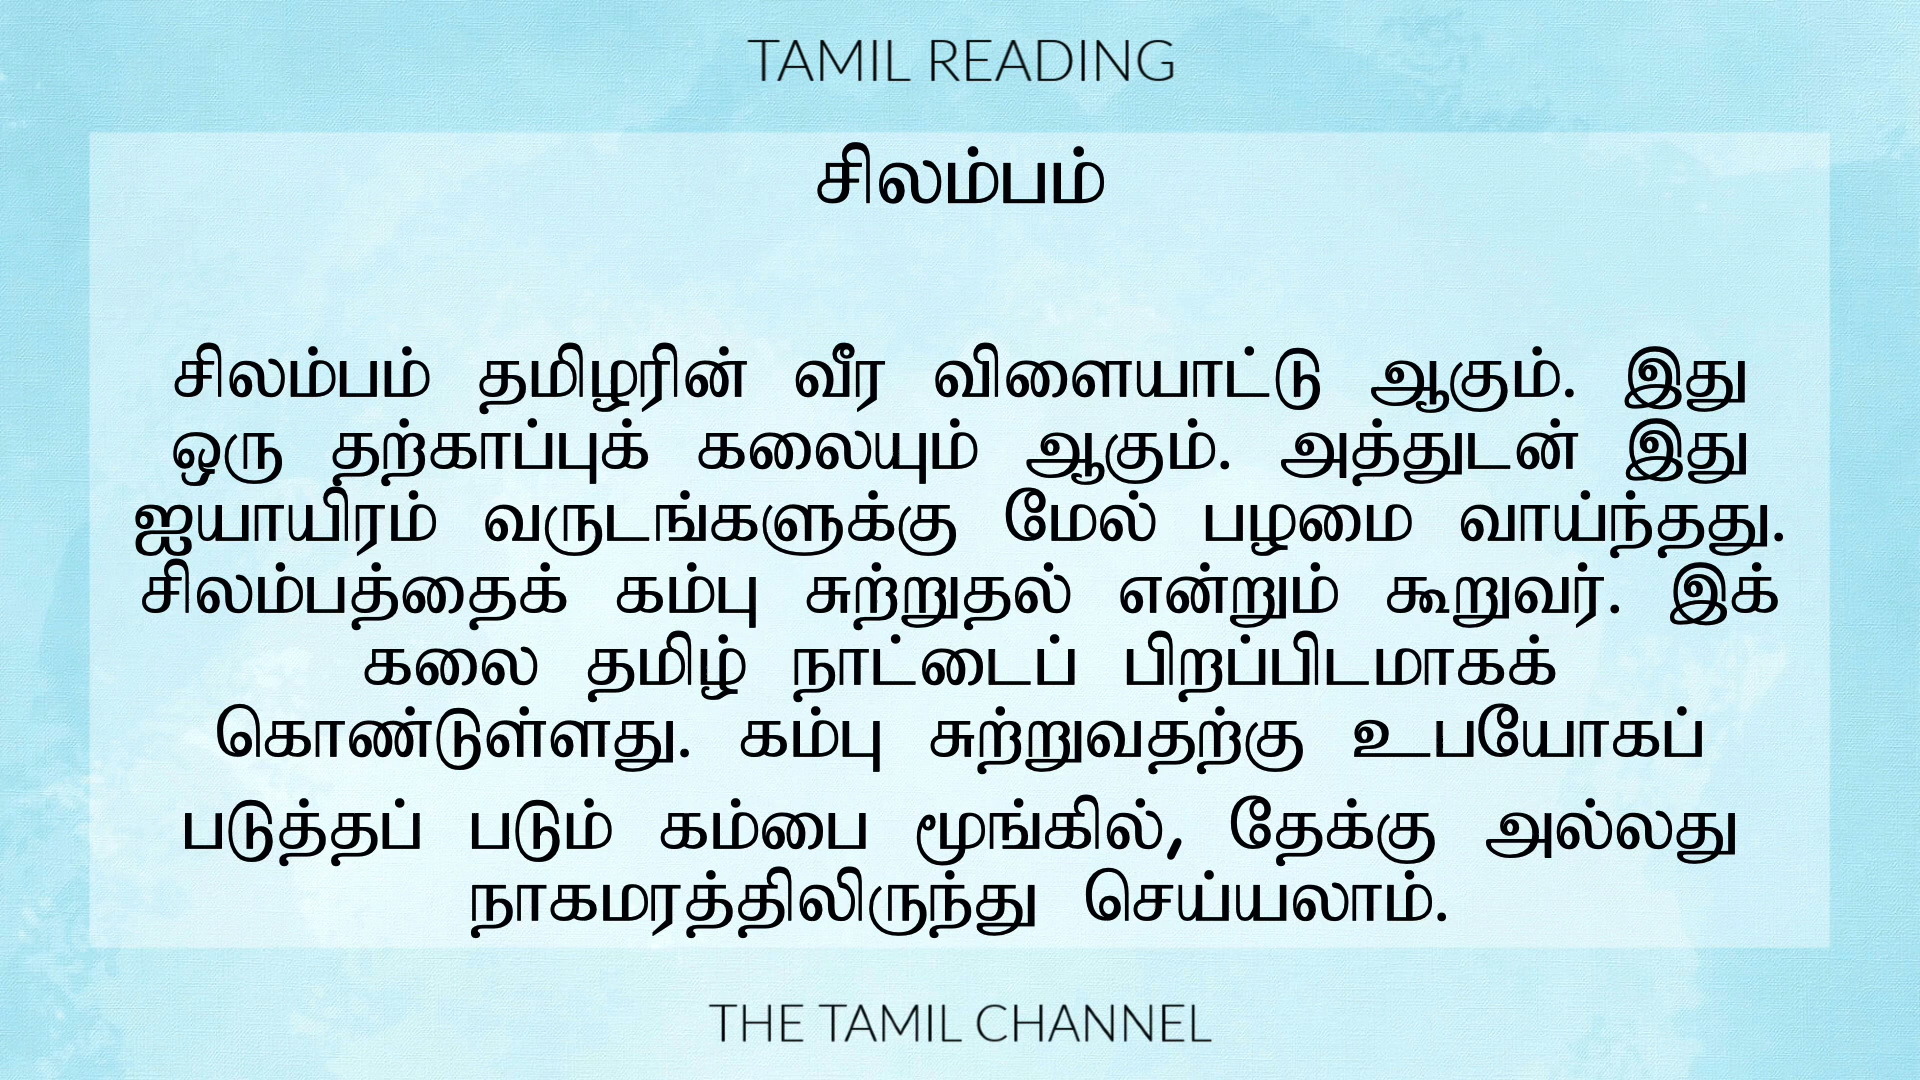 TAMIL READING
சிலம்பம்
சிலம்பம் தமிழரின் வீர விளையாட்டு ஆகும். இது
ஒரு தற்காப்புக் கலையும் ஆகும். அத்துடன் இது
ஐயாயிரம் வருடங்களுக்கு மேல் பழமை வாய்ந்தது.
சிலம்பத்தைக் கம்பு சுற்றுதல் என்றும் கூறுவர். இக்
கலை தமிழ் நாட்டைப் பிறப்பிடமாகக்
கொண்டுள்ளது. கம்பு சுற்றுவதற்கு உபயோகப்
படுத்தப் படும் கம்பை மூங்கில், தேக்கு அல்லது
நாகமரத்திலிருந்து செய்யலாம்.
THE TAMIL CHANNEL